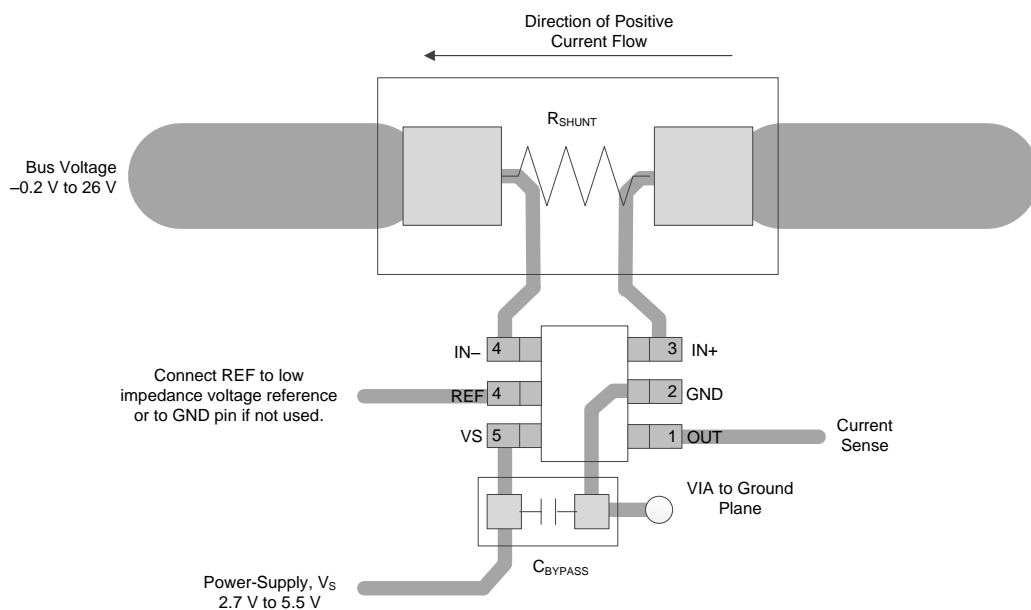 Direction of Positive
Current Flow
RSHUNT
Bus Voltage
–0.2 V to 26 V
IN–
4
3
IN+
Connect REF to low
impedance voltage reference
or to GND pin if not used.
REF
4
2
GND
VS
5
1
OUT
Current
Sense
VIA to Ground
Plane
CBYPASS
Power-Supply, VS
2.7 V to 5.5 V